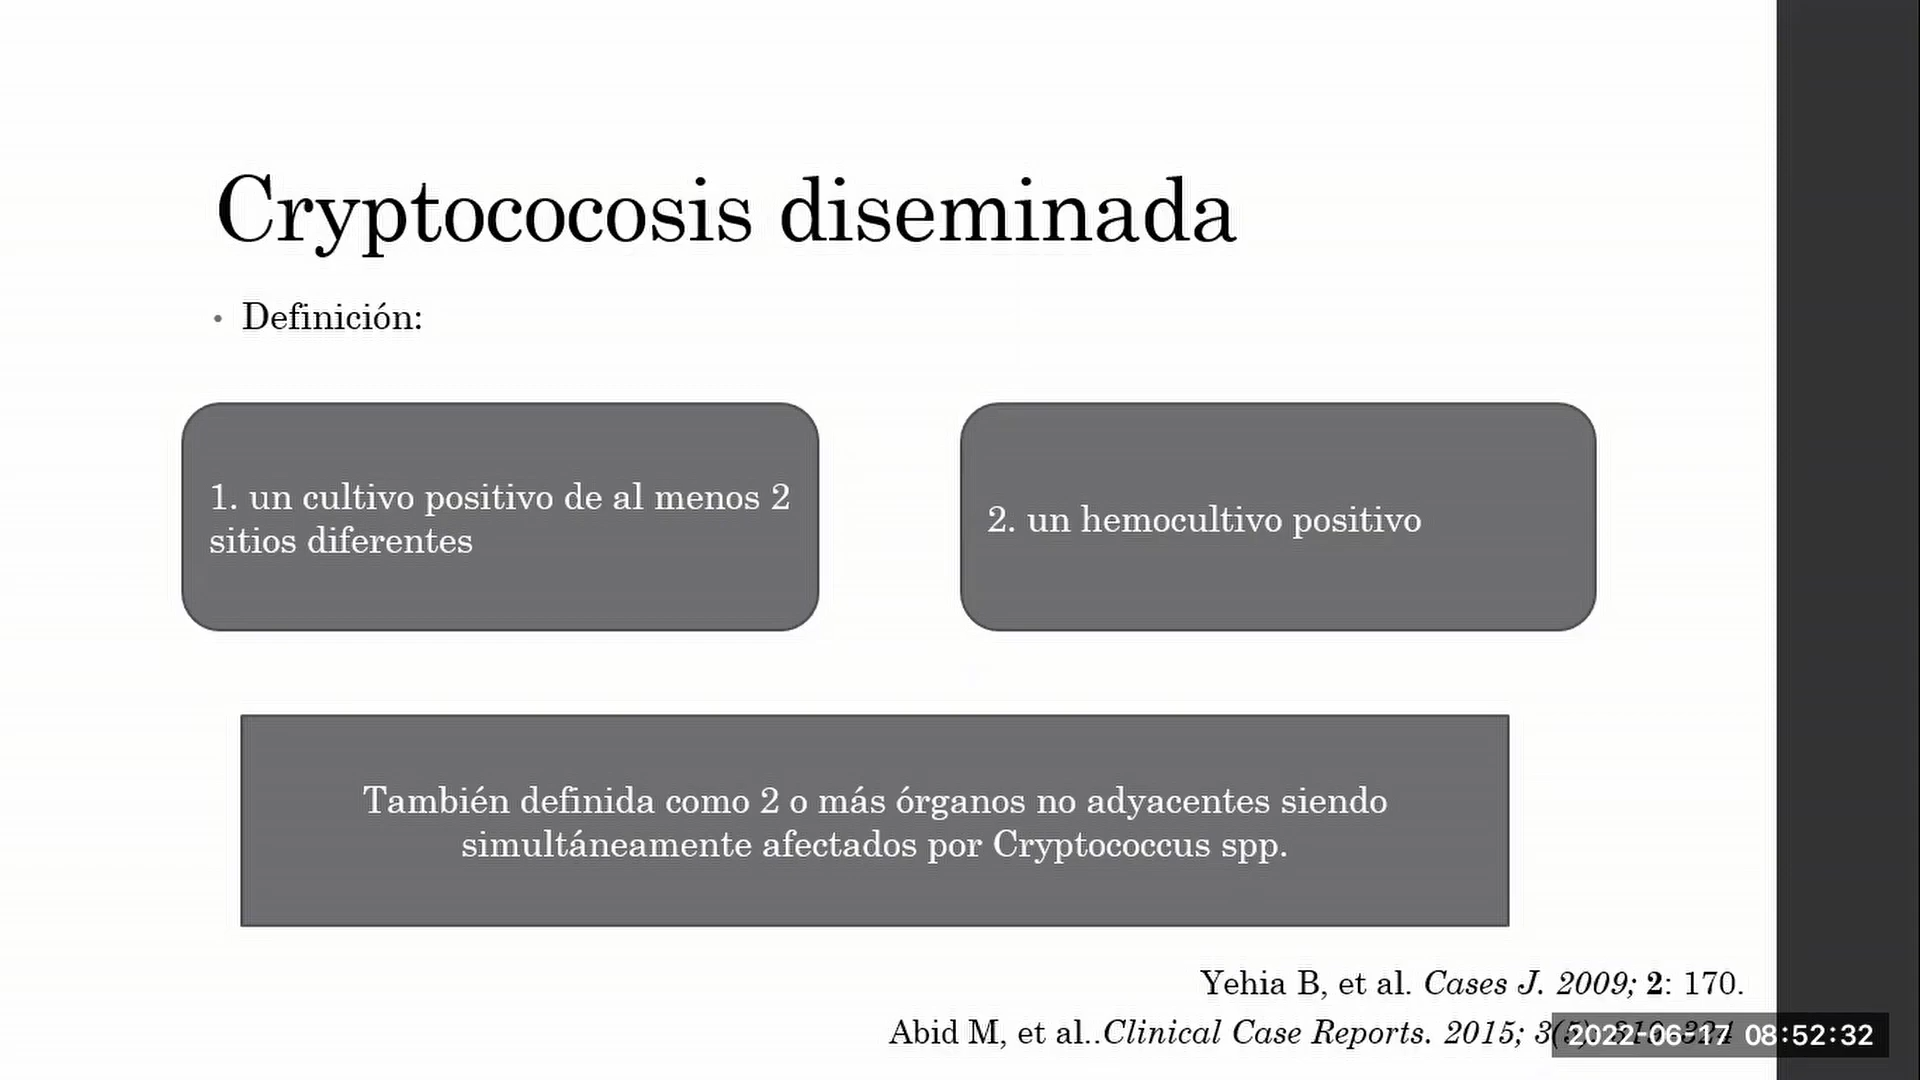 Cryptococosis diseminada
• Definición:
1. un cultivo positivo de al menos 2
sitios diferentes
2. un hemocultivo positivo
También definida como 2 o más órganos no adyacentes siendo
simultáneamente afectados por Cryptococcus spp.
Yehia B, et al. Cases J. 2009; 2: 170.
Abid M, et al..Clinical Case Reports. 2015;
2022-06-17 08:52:32